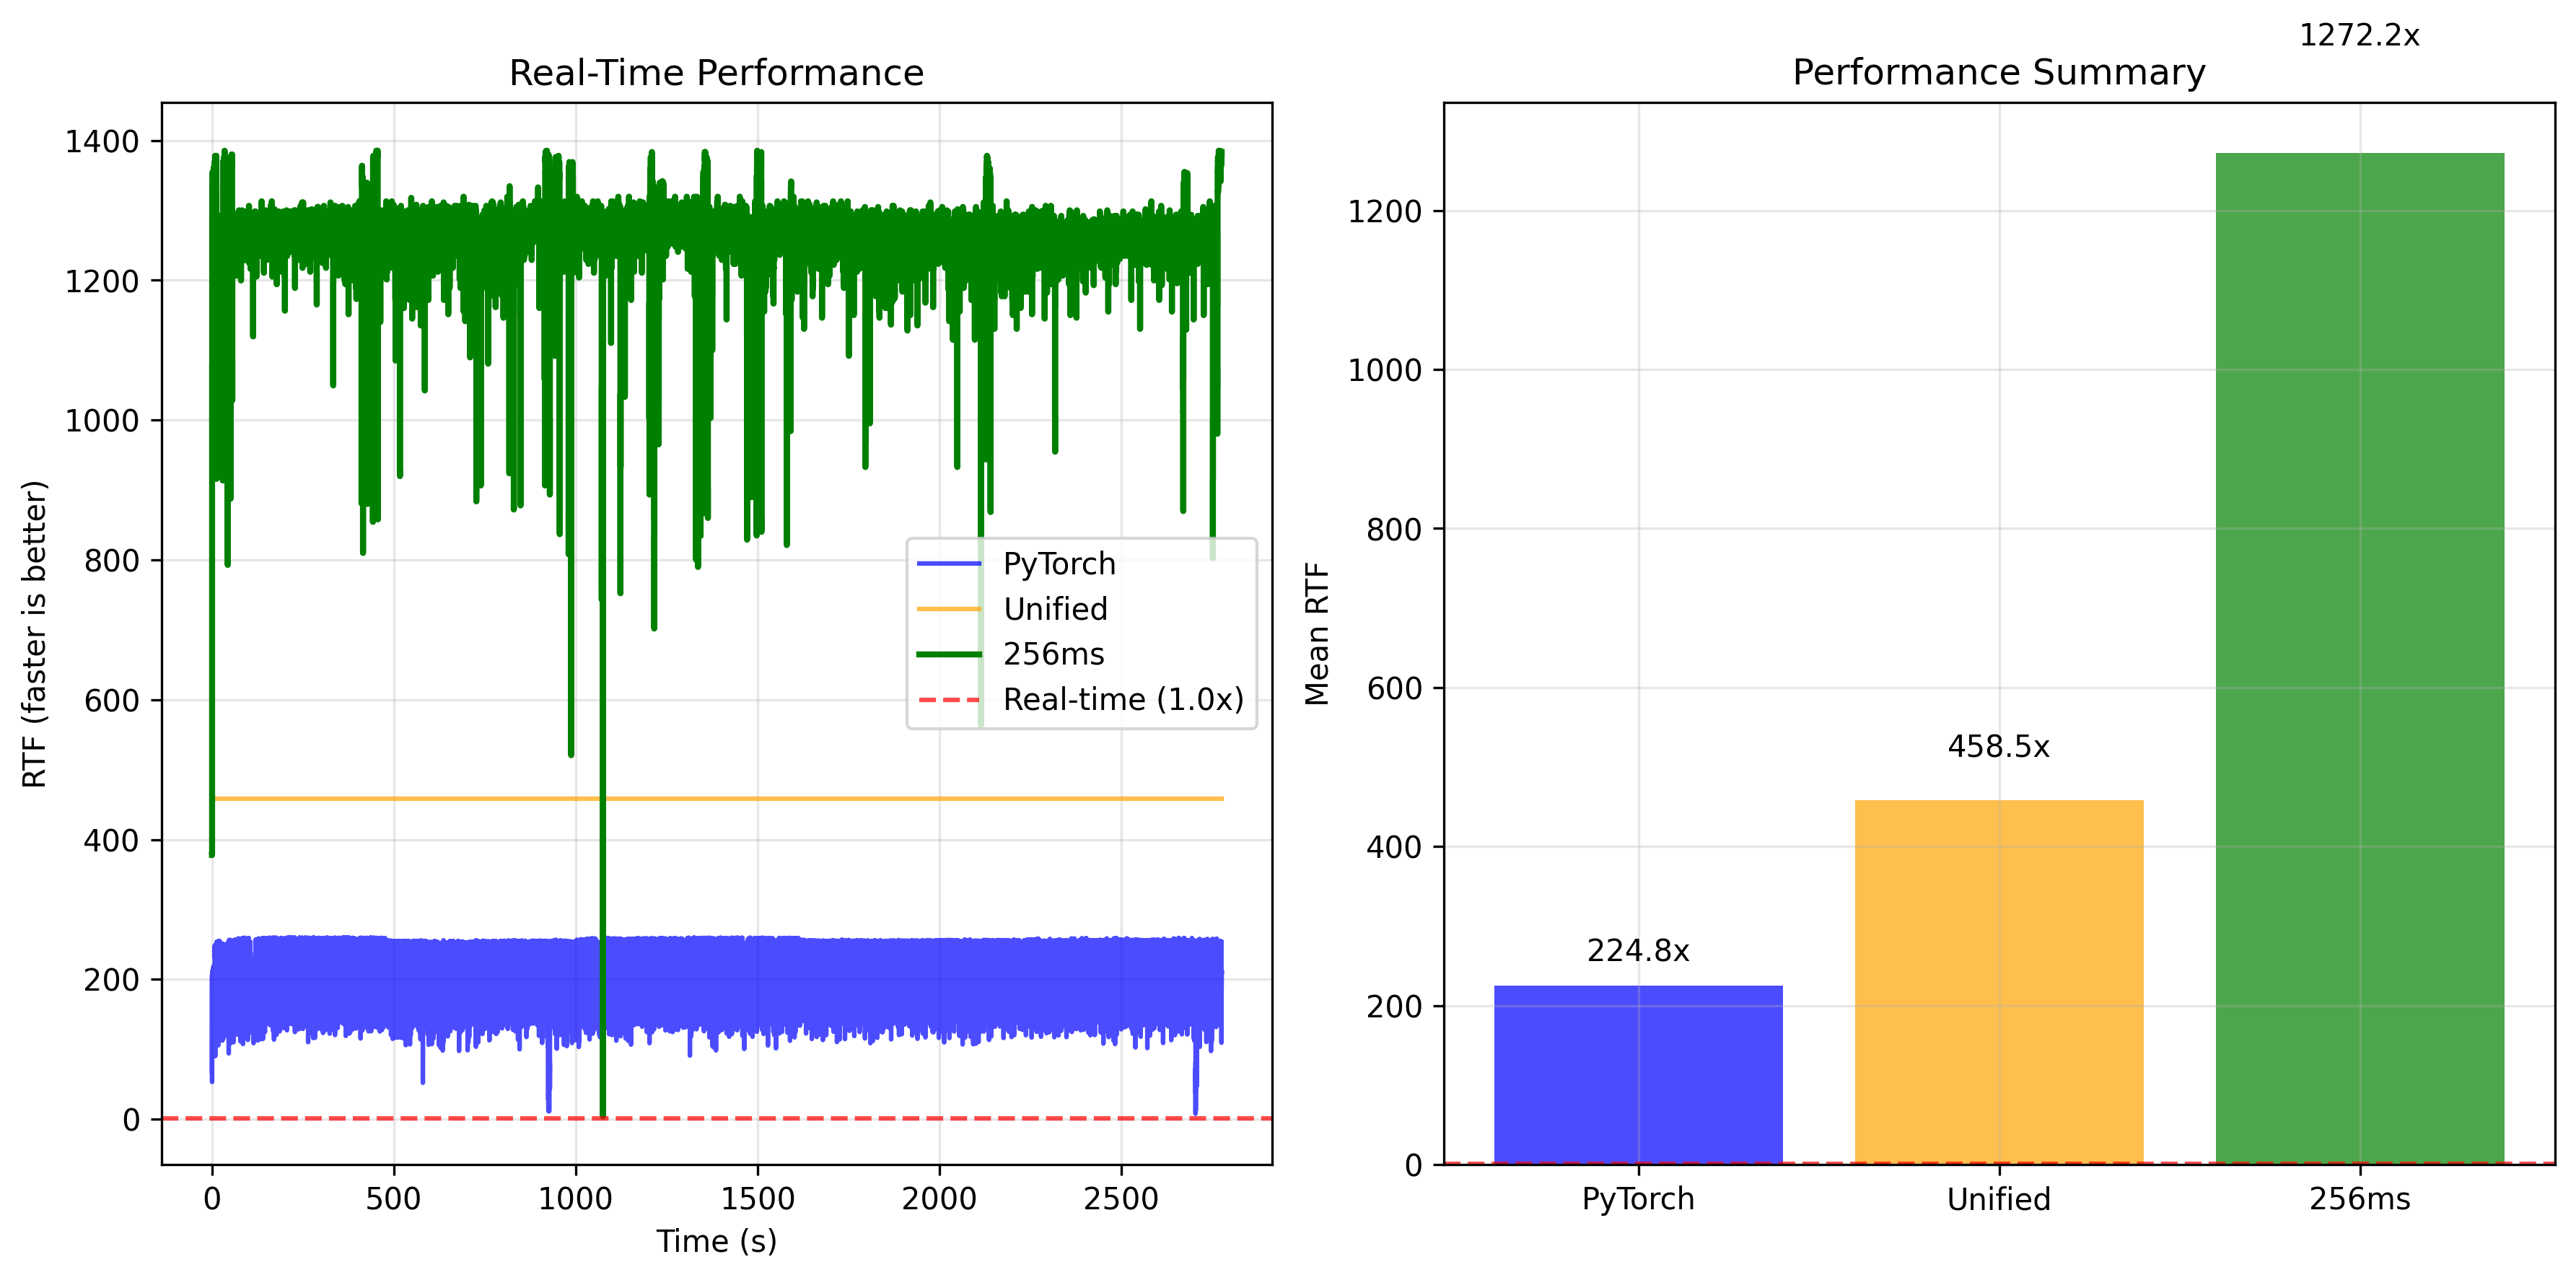 Real-Time Performance
RTF (faster is better)
1400
1200
1000
800
600
400
200
0
0 500 1000 1500 2000 2500
Time (s)
PyTorch
Unified
256ms
Real-time (1.0x)
1272.2x
Performance Summary
Mean RTF
1200
1000
800
600
400
200
0
458.5x
224.8x
PyTorch Unified 256ms